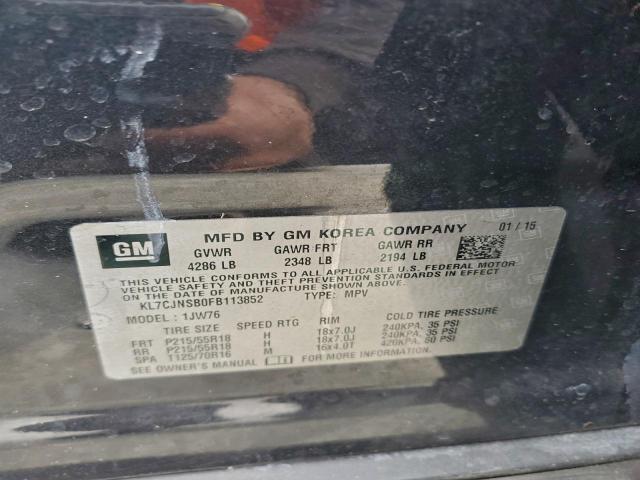 GM
MFD BY GM KOREA COMPANY 01 / 15
GVWR GAWR FRT GAWR RR
4286 LB 2348 LB 2194 LB
THIS VEHICLE CONFORMS TO ALL APPLICABLE U.S. FEDERAL MOTOR
VEHICLE SAFETY AND THEFT PREVENTION STANDARDS IN EFFECT
ON THE DATE OF MANUFACTURE SHOWN ABOVE.
KL7CJNSB0FB113852 TYPE: MPV
MODEL : 1JW76
TIRE SIZE SPEED RTG RIM COLD TIRE PRESSURE
FRT P215/55R18 H 18x7.0J 240KPA, 35 PSI
RR P215/55R18 H 18x7.0J 240KPA, 35 PSI
SPA T125/70R16 M 16x4.0T 420KPA, 60 PSI
SEE OWNER'S MANUAL FOR ADDITIONAL INFORMATION.